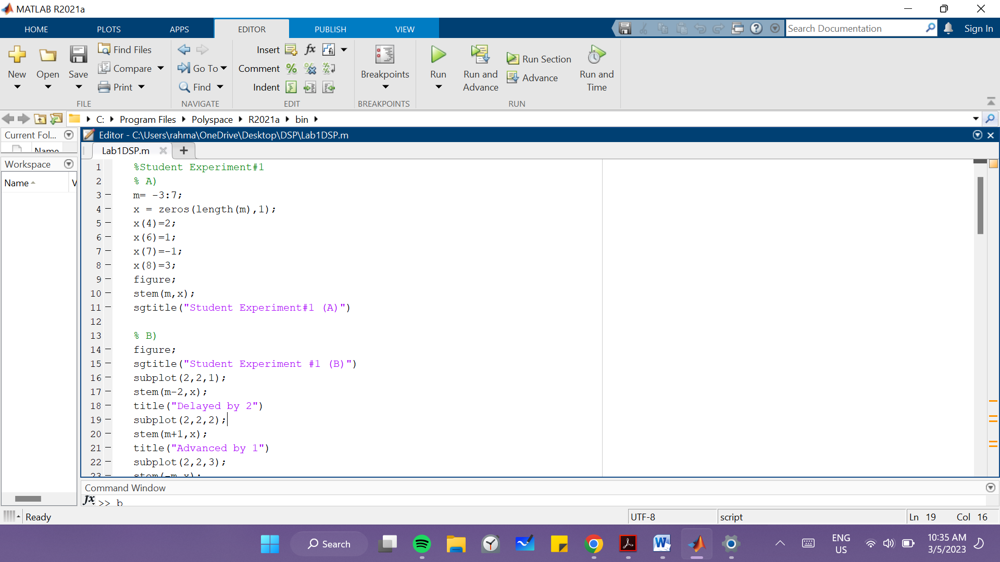 MATLAB R2021a
HOME PLOTS APPS EDITOR PUBLISH VIEW Search Documentation Sign In
New Open Save Find Files Compare Print FILE
Go To Find NAVIGATE
Insert fx fi Comment % Indent EDIT
Breakpoints BREAKPOINTS
Run Run and Advance Run Section Advance Run and Time RUN
C: Program Files Polyspace R2021a bin
Current Fol...
Name
Workspace
Name V
Editor - C:\Users\rahma\OneDrive\Desktop\DSP\Lab1DSP.m
Lab1DSP.m +
1 %Student Experiment#1
2 % A)
3 m= -3:7;
4 x = zeros(length(m),1);
5 x(4)=2;
6 x(6)=1;
7 x(7)=-1;
8 x(8)=3;
9 figure;
10 stem(m,x);
11 sgtitle("Student Experiment#1 (A)")
12
13 % B)
14 figure;
15 sgtitle("Student Experiment #1 (B)")
16 subplot(2,2,1);
17 stem(m-2,x);
18 title("Delayed by 2")
19 subplot(2,2,2);
20 stem(m+1,x);
21 title("Advanced by 1")
22 subplot(2,2,3);
23 stem(-m,x);
Command Window
fx >> b
Ready UTF-8 script Ln 19 Col 16
Search ENG US 10:35 AM 3/5/2023